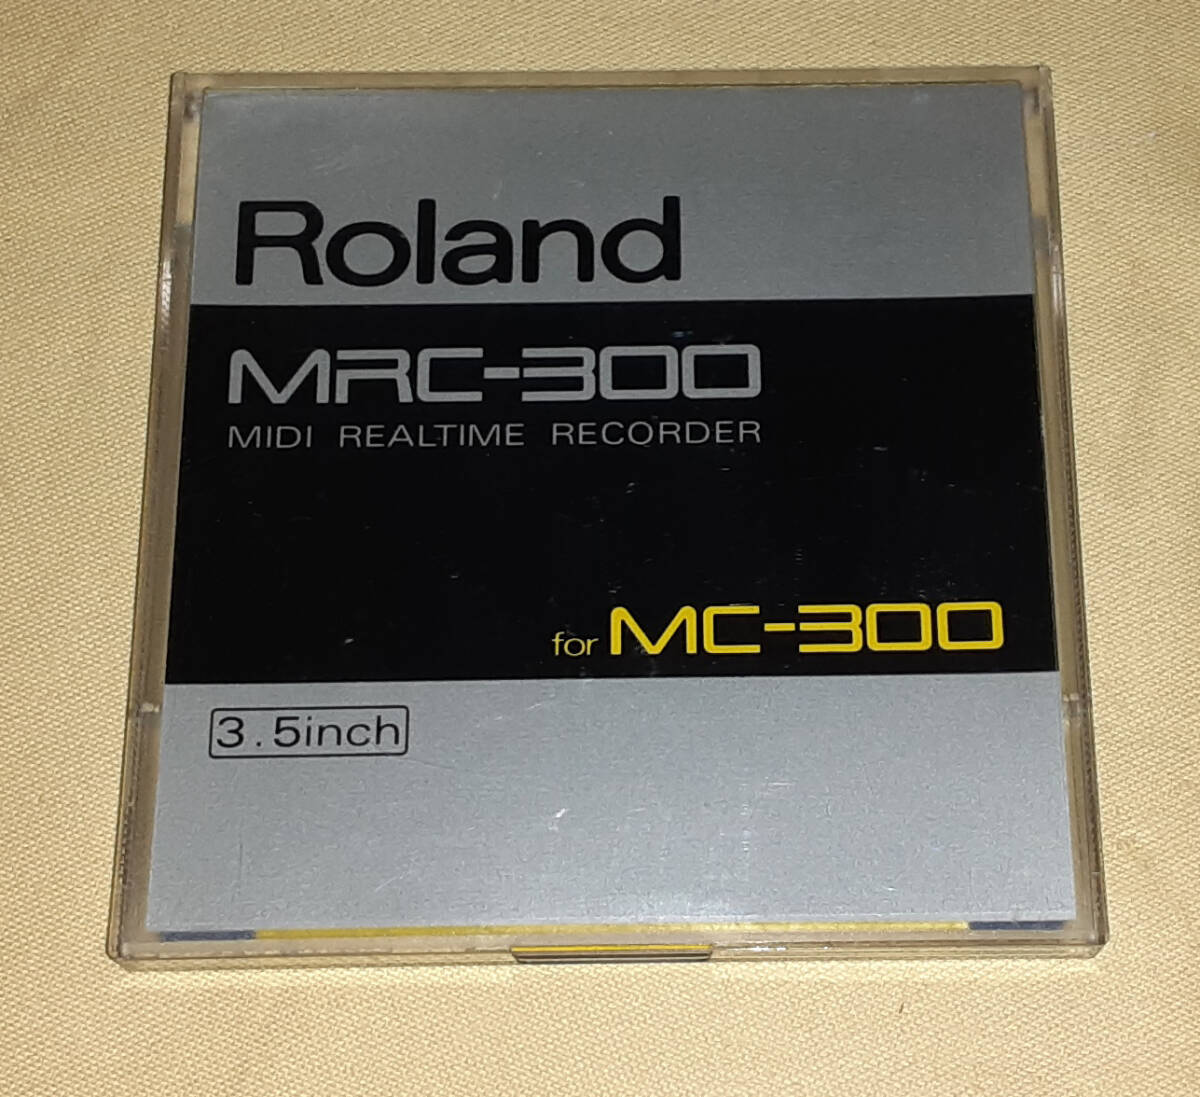 Roland
MRC-300
MIDI REALTIME RECORDER
for MC-300
3.5inch